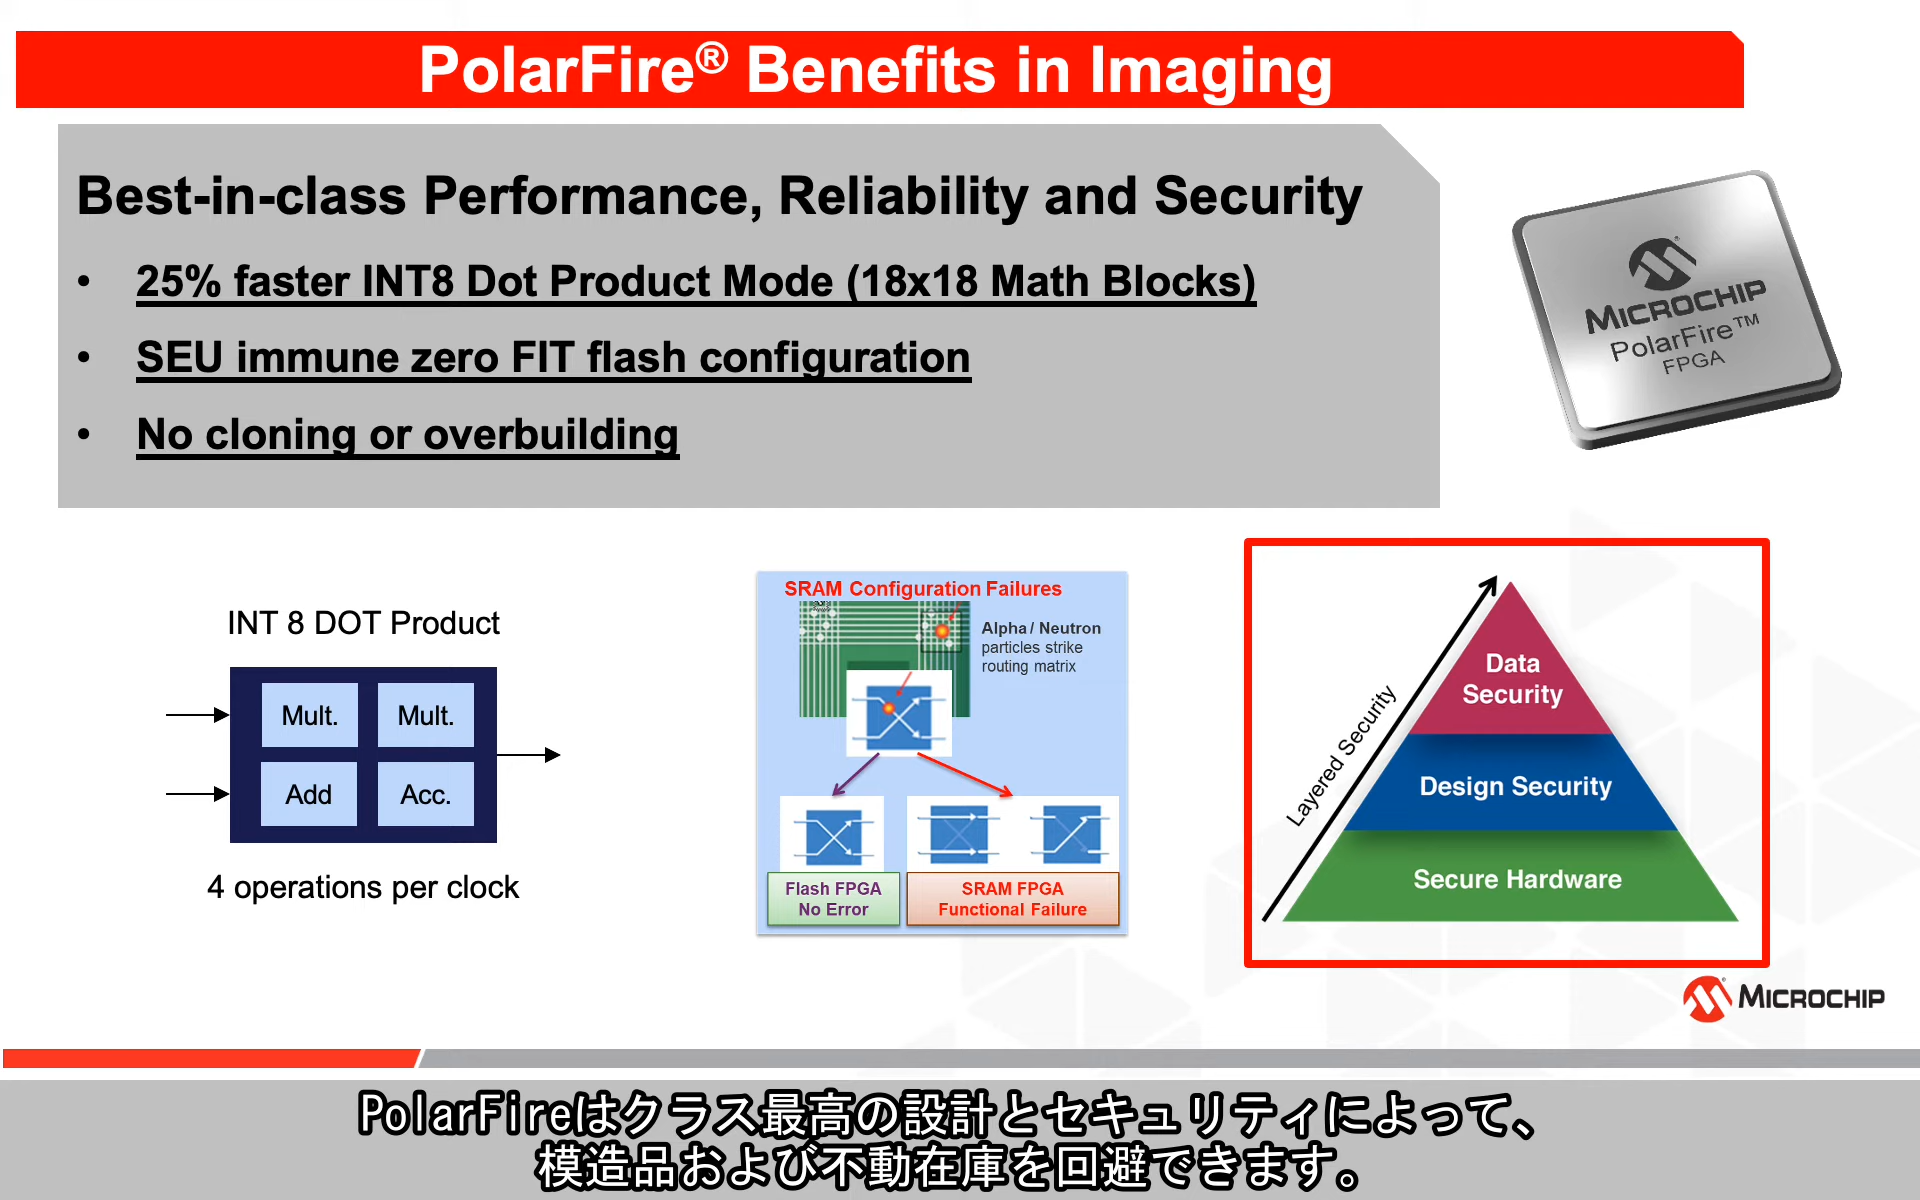 PolarFire® Benefits in Imaging
Best-in-class Performance, Reliability and Security
• 25% faster INT8 Dot Product Mode (18x18 Math Blocks)
• SEU immune zero FIT flash configuration
• No cloning or overbuilding
MICROCHIP
PolarFire™
FPGA
INT 8 DOT Product
Mult. Mult.
Add Acc.
4 operations per clock
SRAM Configuration Failures
Alpha / Neutron
particles strike
routing matrix
Flash FPGA
No Error
SRAM FPGA
Functional Failure
Layered Security
Data
Security
Design Security
Secure Hardware
MICROCHIP
PolarFireはクラス最高の設計とセキュリティによって、
模造品および不動在庫を回避できます。